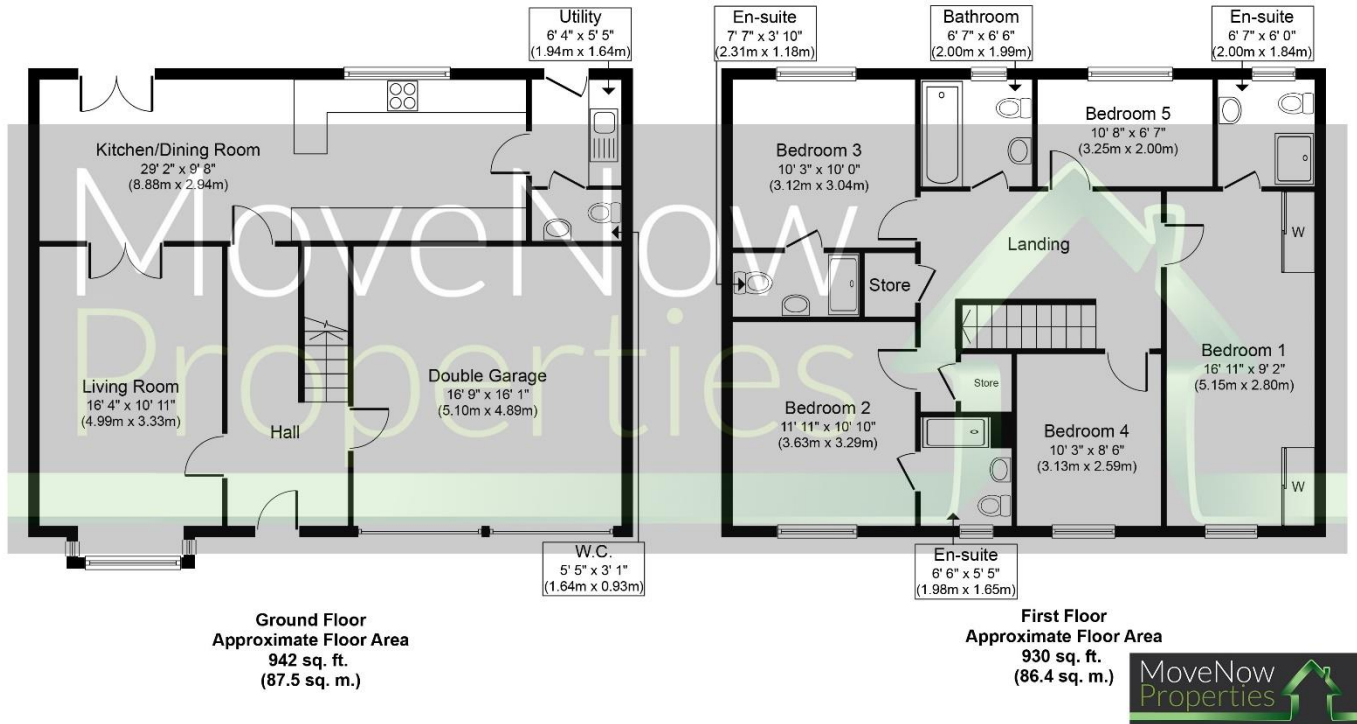 Utility
6' 4" x 5' 5"
(1.94m x 1.64m)
En-suite
7' 7" x 3' 10"
(2.31m x 1.18m)
Bathroom
6' 7" x 6' 6"
(2.00m x 1.99m)
En-suite
6' 7" x 6' 0"
(2.00m x 1.84m)
Kitchen/Dining Room
29' 2" x 9' 8"
(8.88m x 2.94m)
Bedroom 3
10' 3" x 10' 0"
(3.12m x 3.04m)
Bedroom 5
10' 8" x 6' 7"
(3.25m x 2.00m)
MoveNow
Properties
Landing
W
Store
Living Room
16' 4" x 10' 11"
(4.99m x 3.33m)
Hall
Double Garage
16' 9" x 16' 1"
(5.10m x 4.89m)
Bedroom 2
11' 11" x 10' 10"
(3.63m x 3.29m)
Store
Bedroom 4
10' 3" x 8' 6"
(3.13m x 2.59m)
Bedroom 1
16' 11" x 9' 2"
(5.15m x 2.80m)
W
W.C.
5' 5" x 3' 1"
(1.64m x 0.93m)
En-suite
6' 6" x 5' 5"
(1.98m x 1.65m)
Ground Floor
Approximate Floor Area
942 sq. ft.
(87.5 sq. m.)
First Floor
Approximate Floor Area
930 sq. ft.
(86.4 sq. m.)
MoveNow
Properties